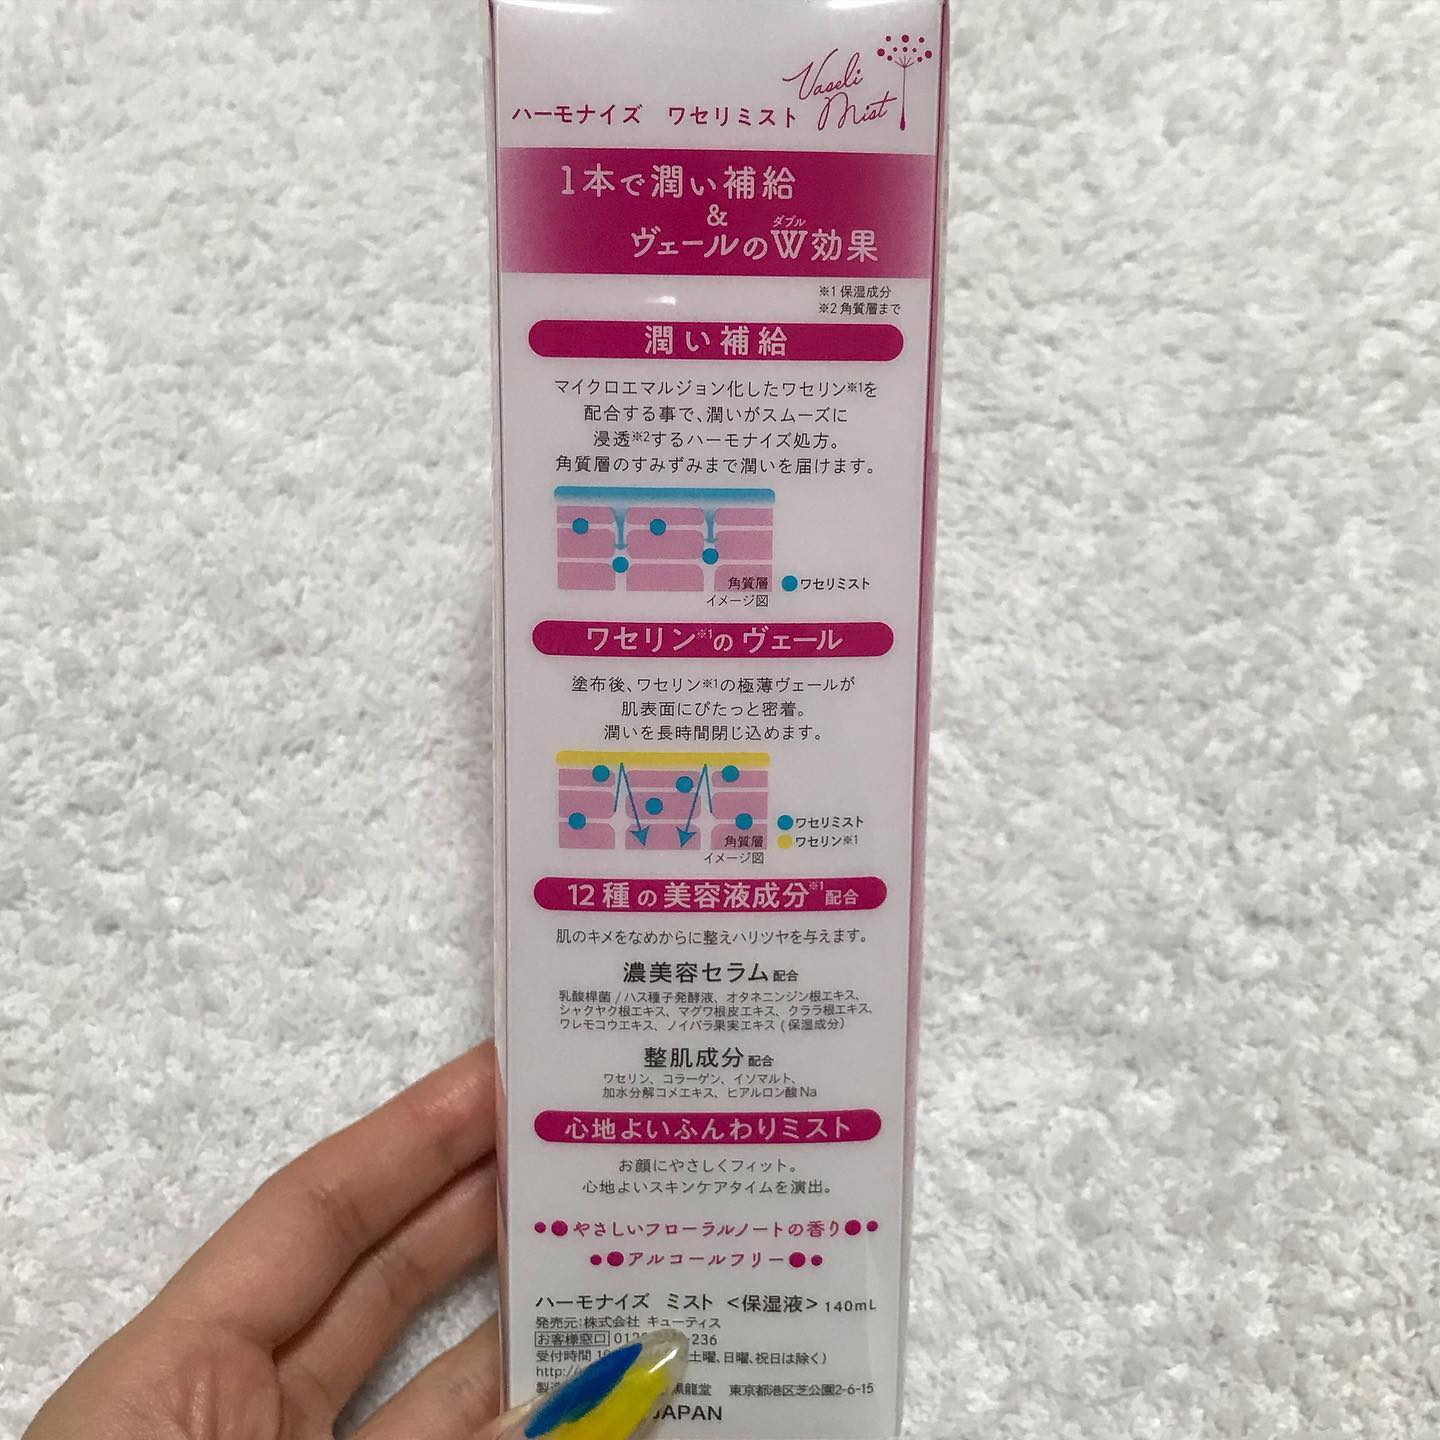 Vaseli
Mist
ハーモナイズ ワセリミスト
1本で潤い補給
&
ダブル
ヴェールのW効果
※1 保湿成分
※2 角質層まで
潤い補給
マイクロエマルジョン化したワセリン※1を
配合する事で、潤いがスムーズに
浸透※2するハーモナイズ処方。
角質層のすみずみまで潤いを届けます。
角質層
ワセリミスト
イメージ図
ワセリン※1のヴェール
塗布後、ワセリン※1の極薄ヴェールが
肌表面にぴたっと密着。
潤いを長時間閉じ込めます。
ワセリミスト
角質層
ワセリン※1
イメージ図
12種の美容液成分※1配合
肌のキメをなめからに整えハリツヤを与えます。
濃美容セラム配合
乳酸桿菌/ハス種子発酵液、オタネニンジン根エキス、
シャクヤク根エキス、マグワ根皮エキス、クララ根エキス、
ワレモコウエキス、ノイバラ果実エキス(保湿成分)
整肌成分配合
ワセリン、コラーゲン、イソマルト、
加水分解コメエキス、ヒアルロン酸Na
心地よいふんわりミスト
お顔にやさしくフィット。
心地よいスキンケアタイムを演出。
やさしいフローラルノートの香り
アルコールフリー
ハーモナイズ ミスト <保湿液> 140mL
発売元:株式会社 キューティス
お客様窓口 -236
受付時間 土曜、日曜、祝日は除く)
http:/
黒龍堂 東京都港区芝公園2-6-15
JAPAN